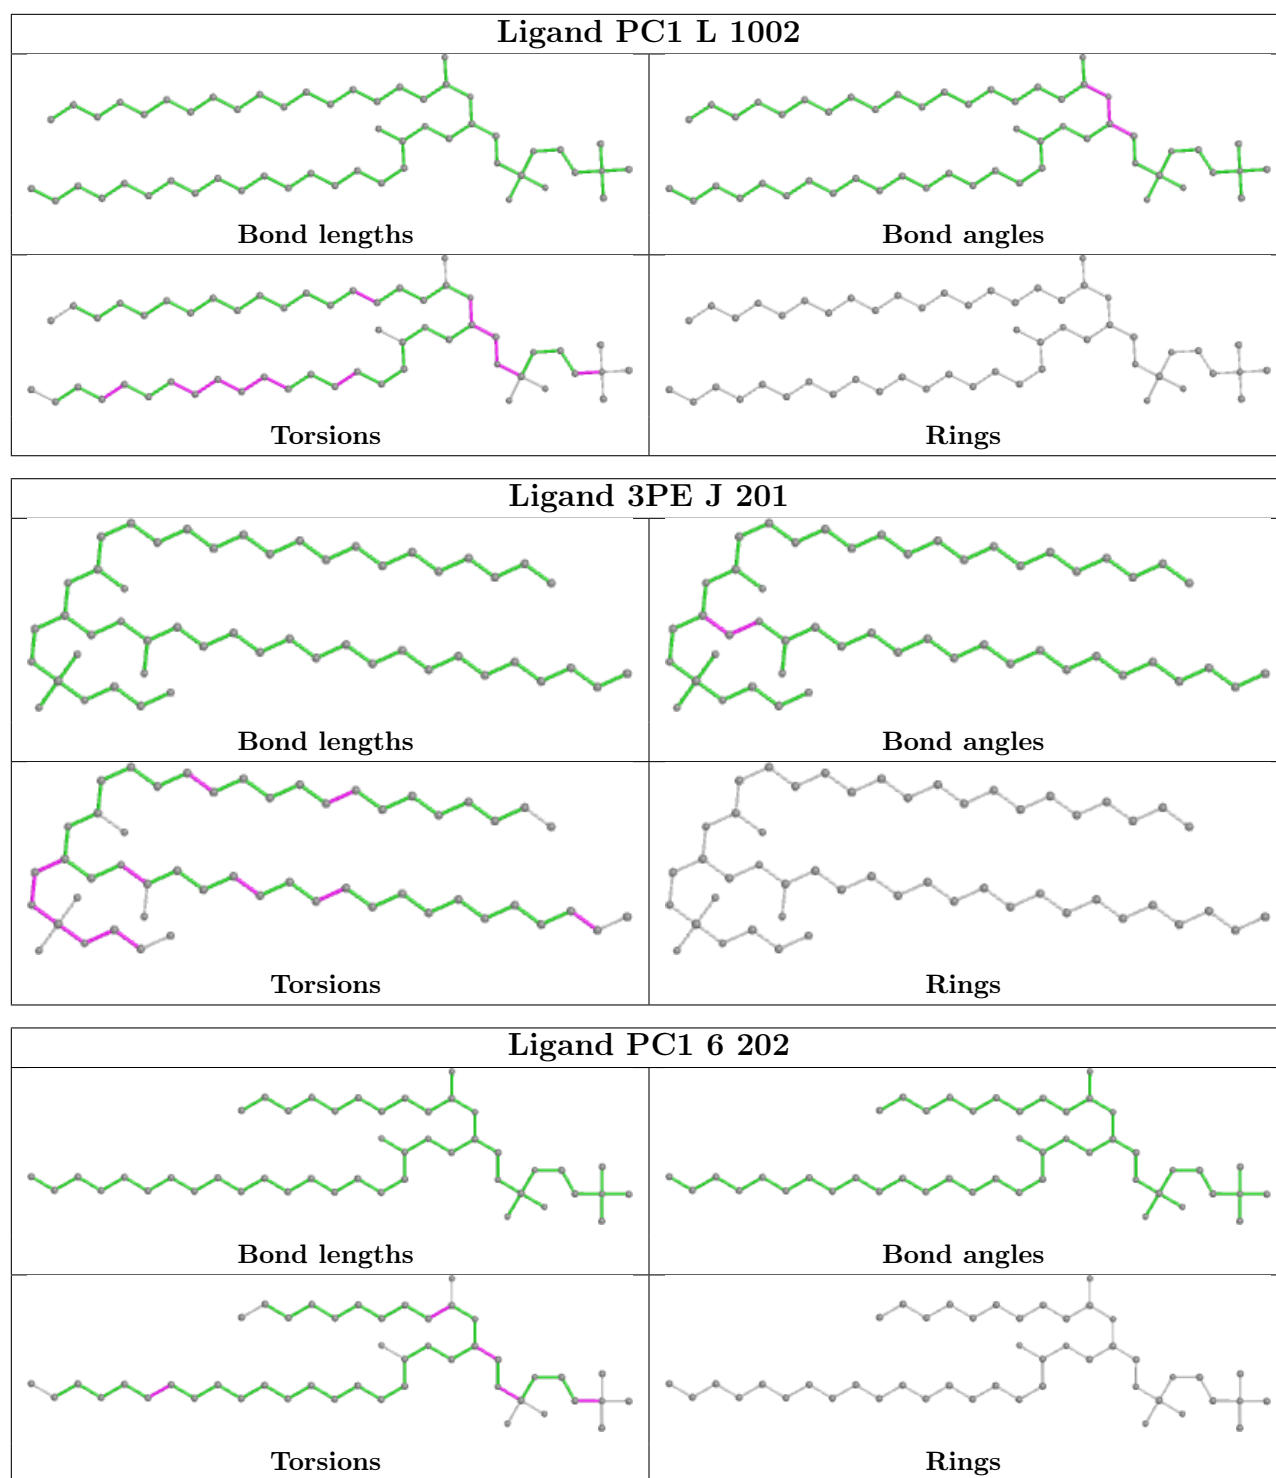 Ligand PC1 L 1002
Bond lengths
Bond angles
Torsions
Rings
Ligand 3PE J 201
Bond lengths
Bond angles
Torsions
Rings
Ligand PC1 6 202
Bond lengths
Bond angles
Torsions
Rings